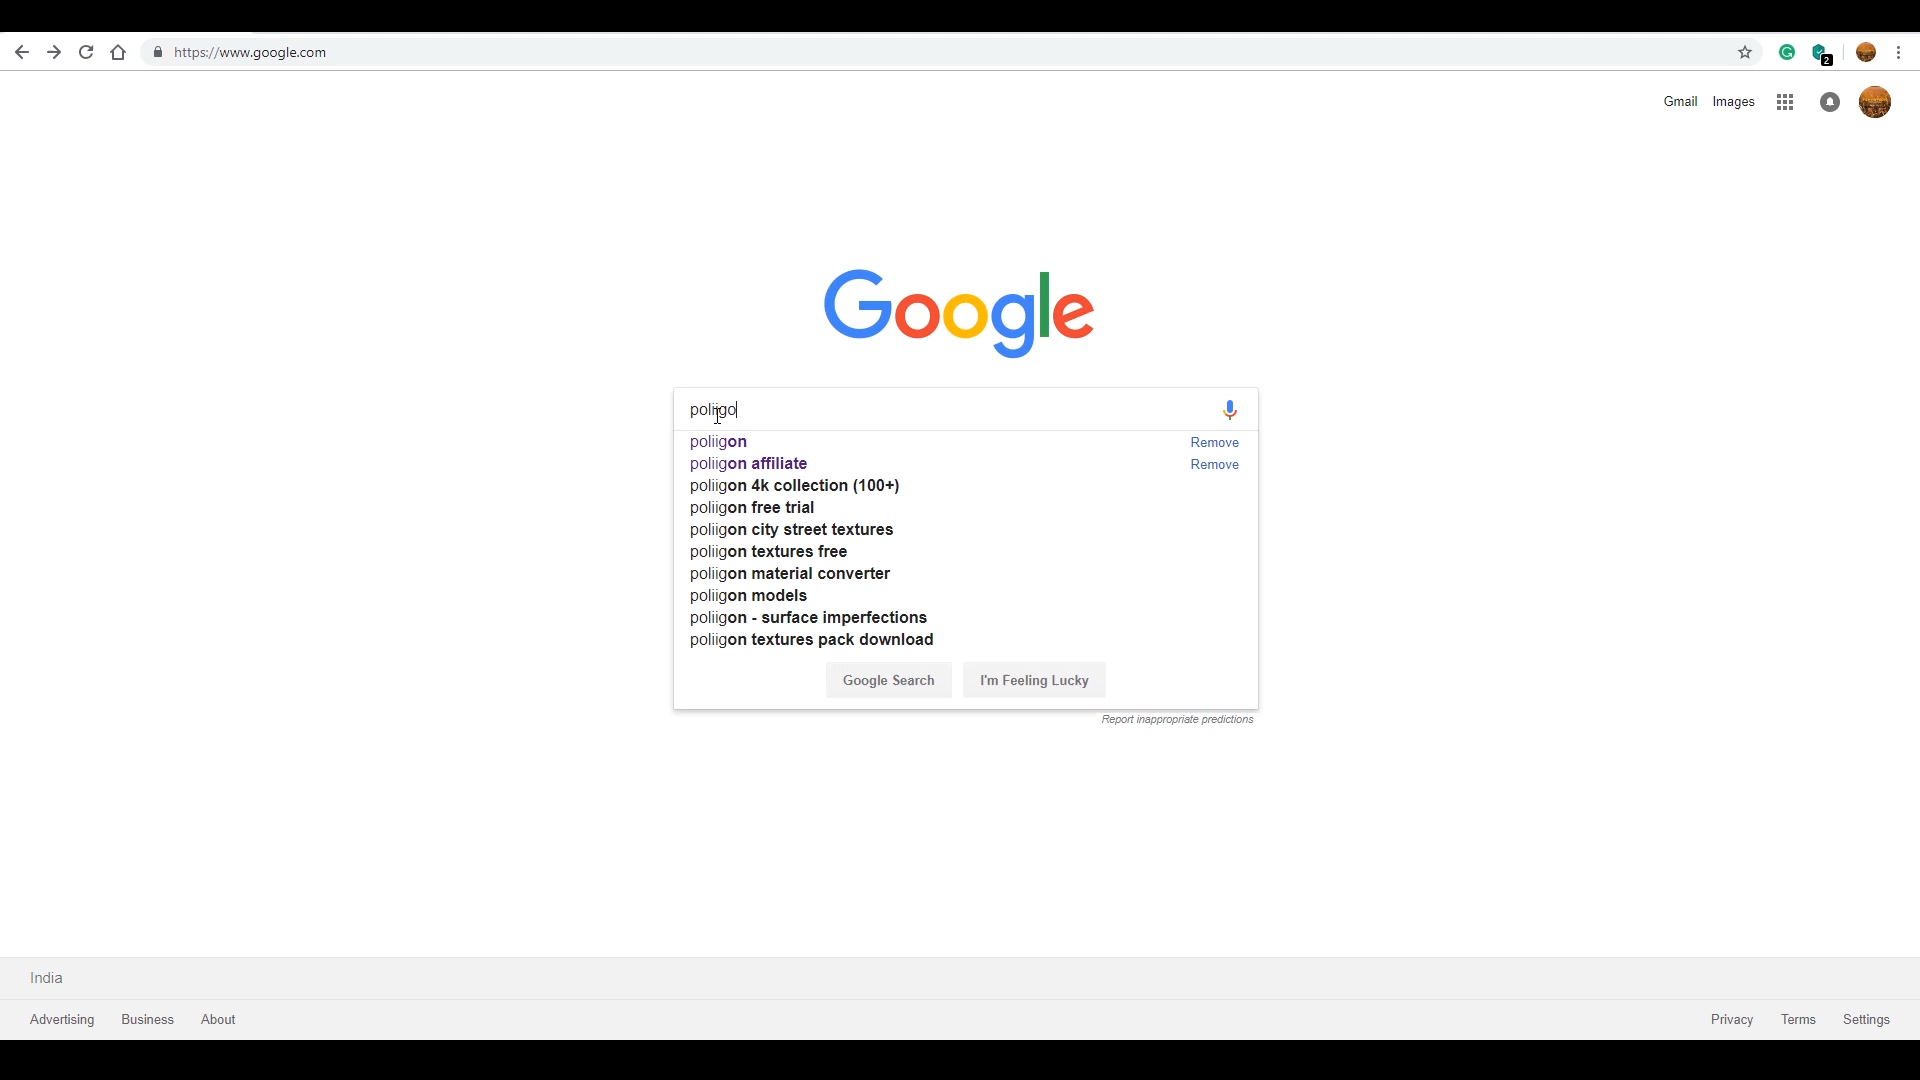 https://www.google.com
2
Gmail Images
Google
poliigo
poliigon Remove
poliigon affiliate Remove
poliigon 4k collection (100+)
poliigon free trial
poliigon city street textures
poliigon textures free
poliigon material converter
poliigon models
poliigon - surface imperfections
poliigon textures pack download
Google Search I'm Feeling Lucky
Report inappropriate predictions
India
Advertising Business About Privacy Terms Settings